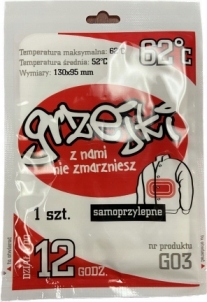 Temperatura maksymalna: 62°C
Temperatura średnia: 52°C
Wymiary: 130x95 mm
62°C
grzejki
z nami
nie zmarzniesz
1 szt.
samoprzylepne
12
GODZ.
nr produktu
G03